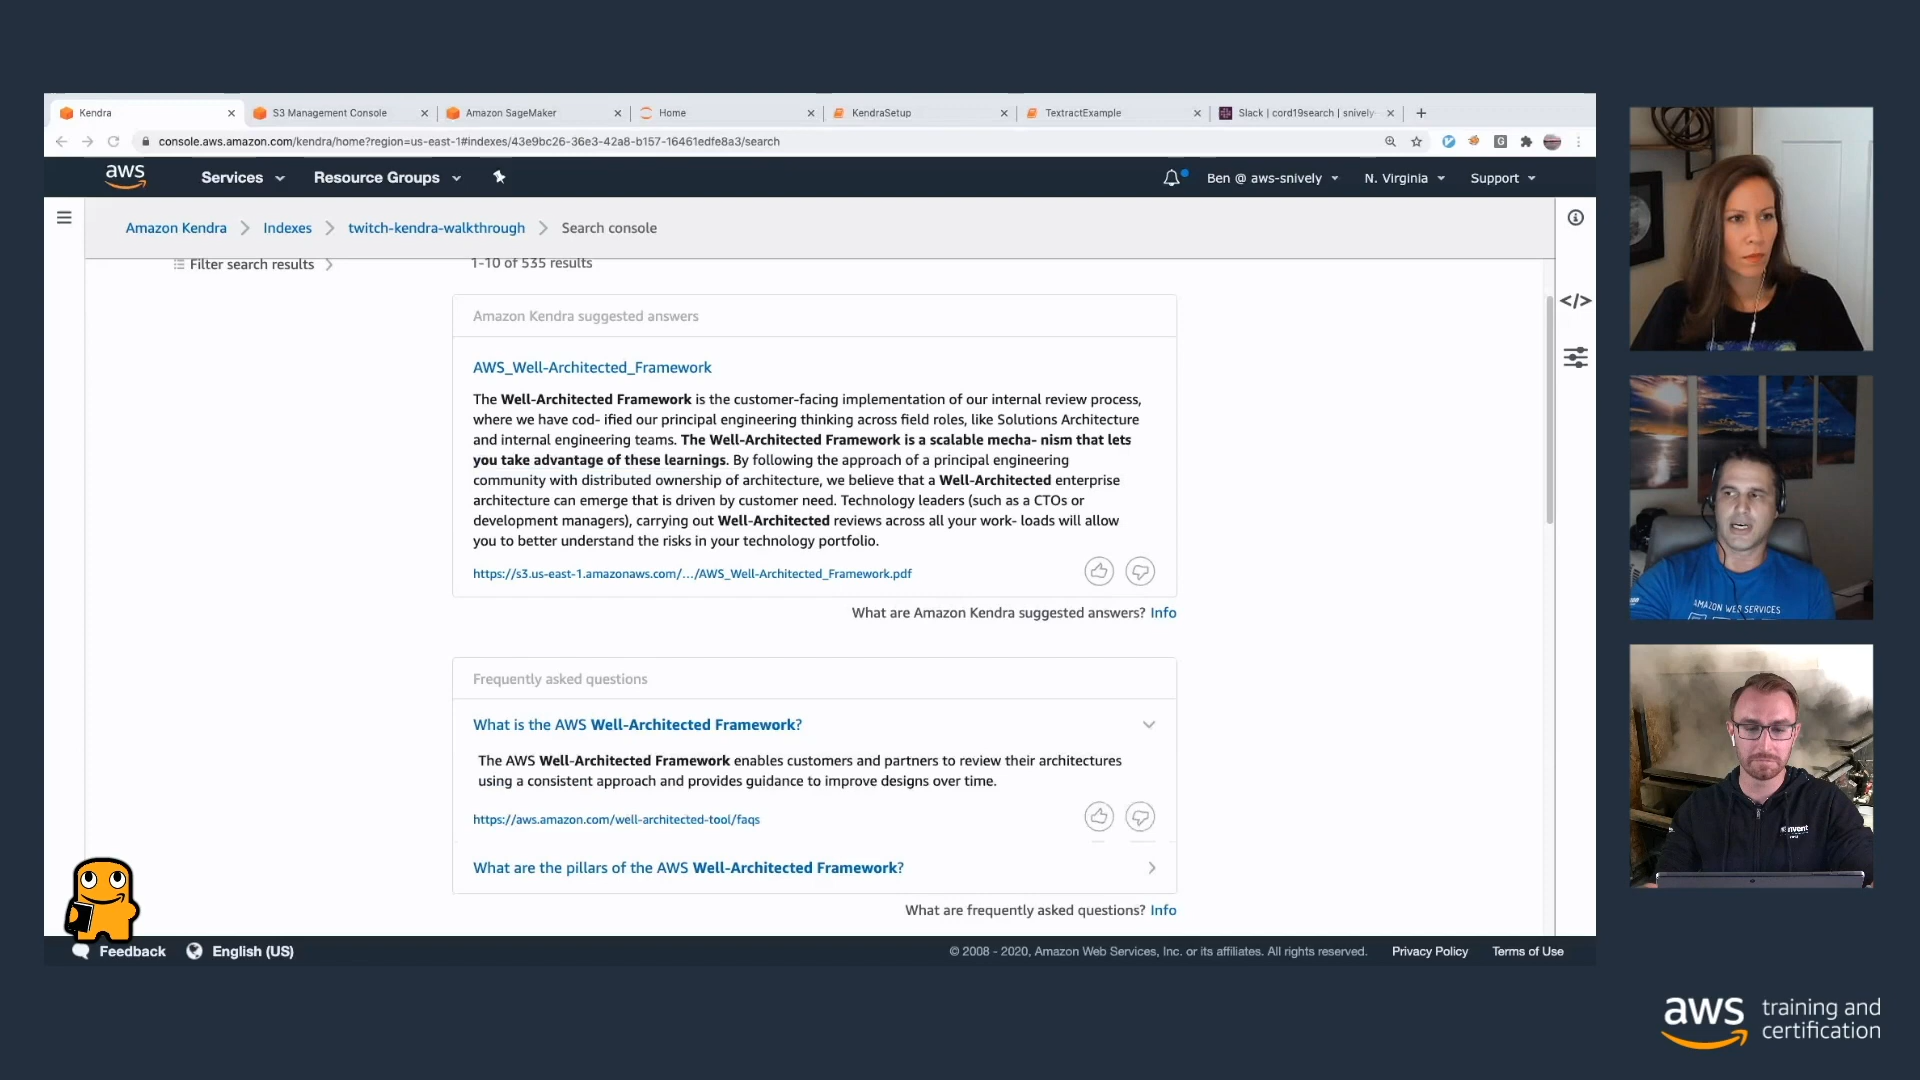 Kendra
S3 Management Console
Amazon SageMaker
Home
KendraSetup
TextractExample
Slack | cord19search | snively
console.aws.amazon.com/kendra/home?region=us-east-1#indexes/43e9bc26-36e3-42a8-b157-16461edfe8a3/search
aws
Services
Resource Groups
Ben @ aws-snively
N. Virginia
Support
Amazon Kendra
Indexes
twitch-kendra-walkthrough
Search console
Filter search results
1-10 of 535 results
Amazon Kendra suggested answers
AWS_Well-Architected_Framework
The Well-Architected Framework is the customer-facing implementation of our internal review process,
where we have cod- ified our principal engineering thinking across field roles, like Solutions Architecture
and internal engineering teams. The Well-Architected Framework is a scalable mecha- nism that lets
you take advantage of these learnings. By following the approach of a principal engineering
community with distributed ownership of architecture, we believe that a Well-Architected enterprise
architecture can emerge that is driven by customer need. Technology leaders (such as a CTOs or
development managers), carrying out Well-Architected reviews across all your work- loads will allow
you to better understand the risks in your technology portfolio.
https://s3.us-east-1.amazonaws.com/.../AWS_Well-Architected_Framework.pdf
What are Amazon Kendra suggested answers? Info
Frequently asked questions
What is the AWS Well-Architected Framework?
The AWS Well-Architected Framework enables customers and partners to review their architectures
using a consistent approach and provides guidance to improve designs over time.
https://aws.amazon.com/well-architected-tool/faqs
What are the pillars of the AWS Well-Architected Framework?
What are frequently asked questions? Info
Feedback
English (US)
© 2008 - 2020, Amazon Web Services, Inc. or its affiliates. All rights reserved.
Privacy Policy
Terms of Use
AMAZON WEB SERVICES
aws training and
certification